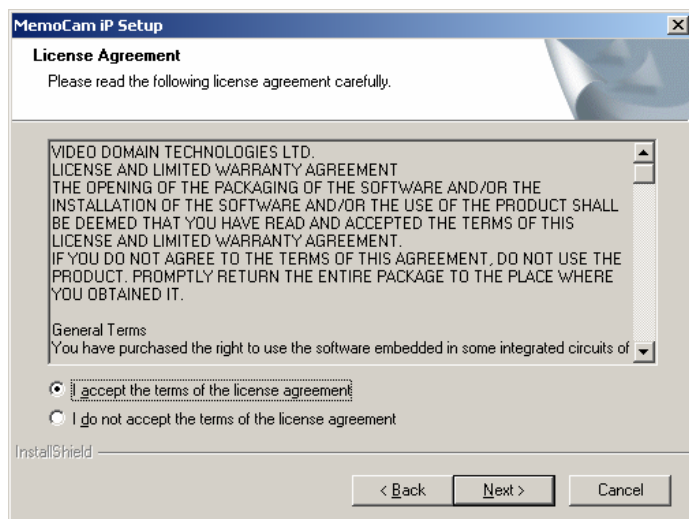 MemoCam iP Setup
License Agreement
Please read the following license agreement carefully.
VIDEO DOMAIN TECHNOLOGIES LTD.
LICENSE AND LIMITED WARRANTY AGREEMENT
THE OPENING OF THE PACKAGING OF THE SOFTWARE AND/OR THE
INSTALLATION OF THE SOFTWARE AND/OR THE USE OF THE PRODUCT SHALL
BE DEEMED THAT YOU HAVE READ AND ACCEPTED THE TERMS OF THIS
LICENSE AND LIMITED WARRANTY AGREEMENT.
IF YOU DO NOT AGREE TO THE TERMS OF THIS AGREEMENT, DO NOT USE THE
PRODUCT. PROMPTLY RETURN THE ENTIRE PACKAGE TO THE PLACE WHERE
YOU OBTAINED IT.
General Terms
You have purchased the right to use the software embedded in some integrated circuits of
I accept the terms of the license agreement
I do not accept the terms of the license agreement
InstallShield
< Back Next > Cancel